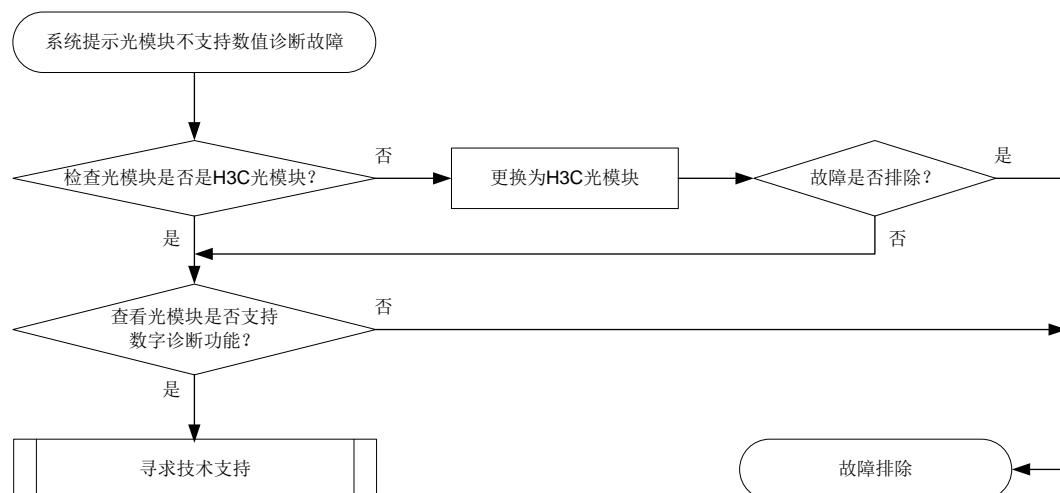 系统提示光模块不支持数值诊断故障
检查光模块是否是H3C光模块？
否
更换为H3C光模块
故障是否排除？
是
是
否
查看光模块是否支持
数字诊断功能？
否
是
寻求技术支持
故障排除